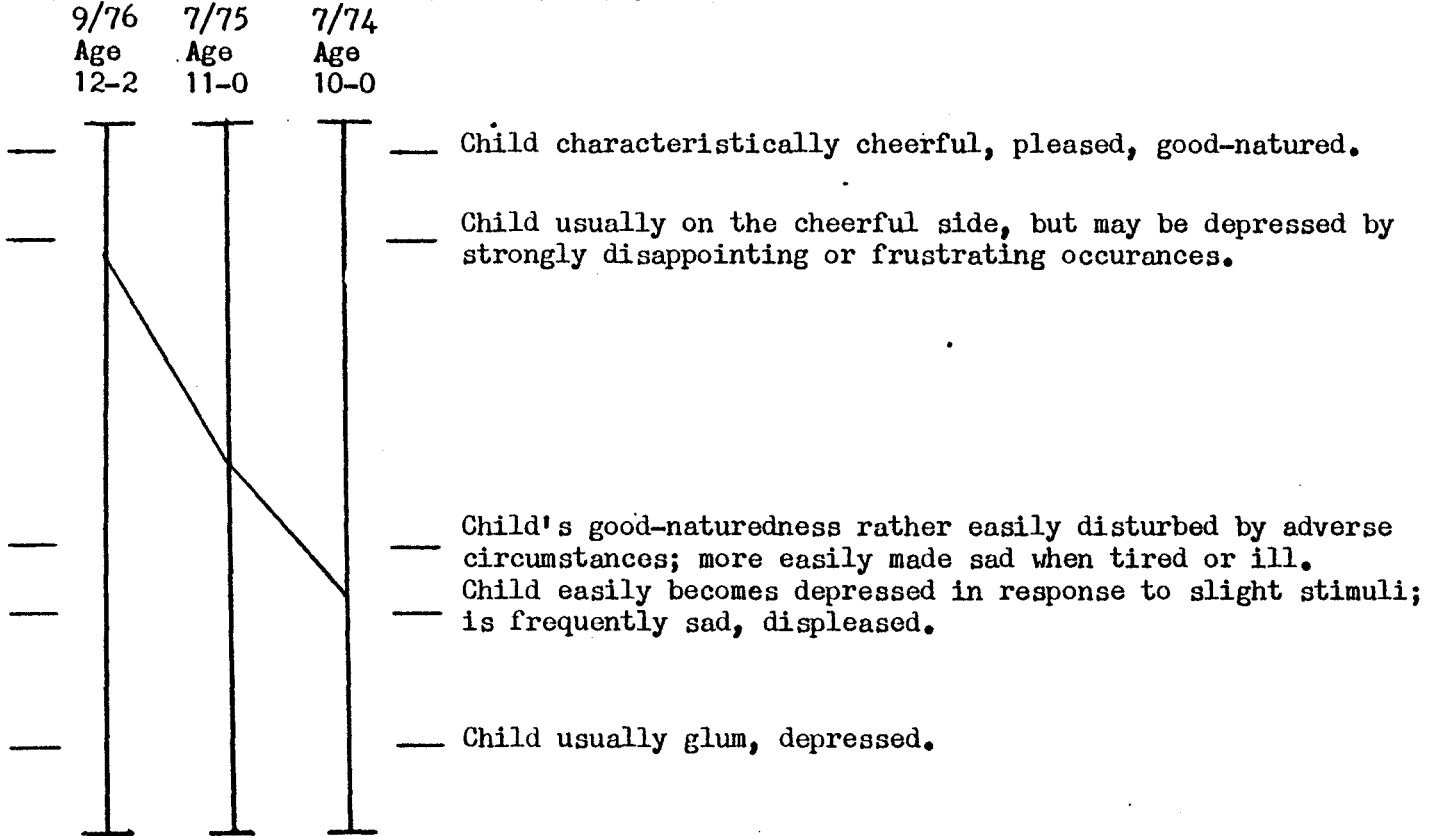 9/76 7/75 7/74
Age Age Age
12-2 11-0 10-0
Child characteristically cheerful, pleased, good-natured.
Child usually on the cheerful side, but may be depressed by
strongly disappointing or frustrating occurances.
Child's good-naturedness rather easily disturbed by adverse
circumstances; more easily made sad when tired or ill.
Child easily becomes depressed in response to slight stimuli;
is frequently sad, displeased.
Child usually glum, depressed.